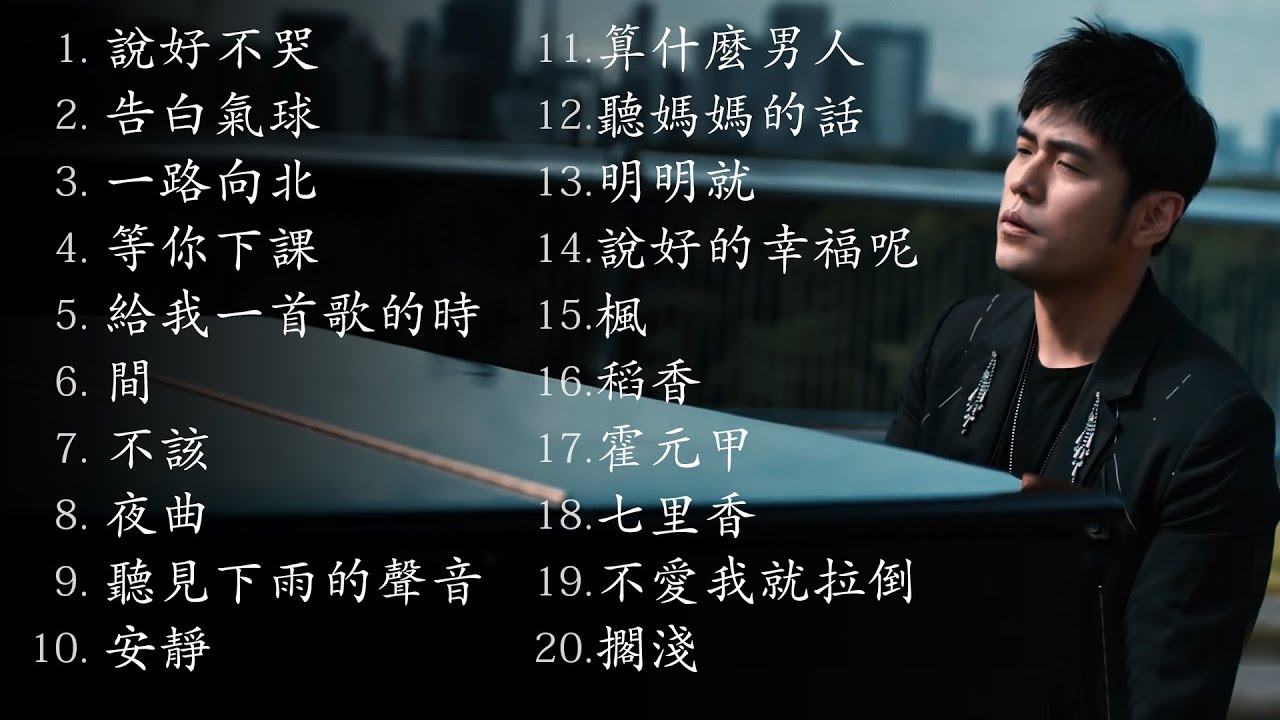 1. 說好不哭
2. 告白氣球
3. 一路向北
4. 等你下課
5. 給我一首歌的時
6. 間
7. 不該
8. 夜曲
9. 聽見下雨的聲音
10. 安靜
11.算什麼男人
12.聽媽媽的話
13.明明就
14.說好的幸福呢
15.楓
16.稻香
17.霍元甲
18.七里香
19.不愛我就拉倒
20.擱淺